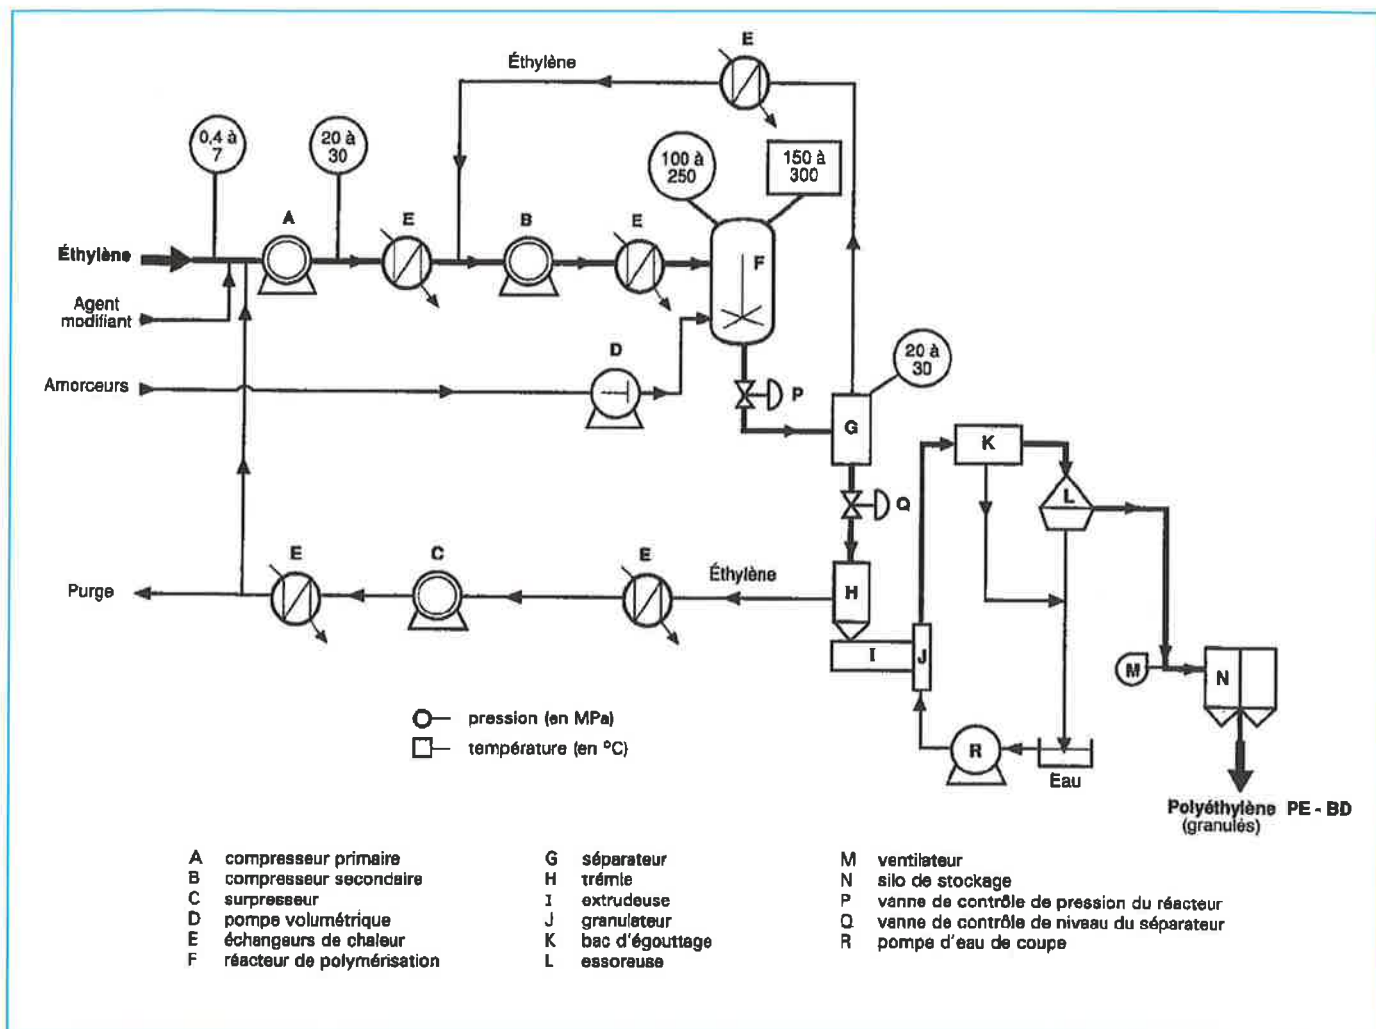 Éthylène
E
0,4 à
7
20 à
30
100 à
250
150 à
300
A
E
B
E
F
Éthylène
Agent
modifiant
D
Amorceurs
P
20 à
30
G
K
L
Q
E
C
E
Éthylène
Purge
H
I
J
M
N
R
Eau
pression (en MPa)
température (en °C)
Polyéthylène PE - BD
(granulés)
A compresseur primaire
B compresseur secondaire
C surpresseur
D pompe volumétrique
E échangeurs de chaleur
F réacteur de polymérisation
G séparateur
H trémie
I extrudeuse
J granulateur
K bac d'égouttage
L essoreuse
M ventilateur
N silo de stockage
P vanne de contrôle de pression du réacteur
Q vanne de contrôle de niveau du séparateur
R pompe d'eau de coupe